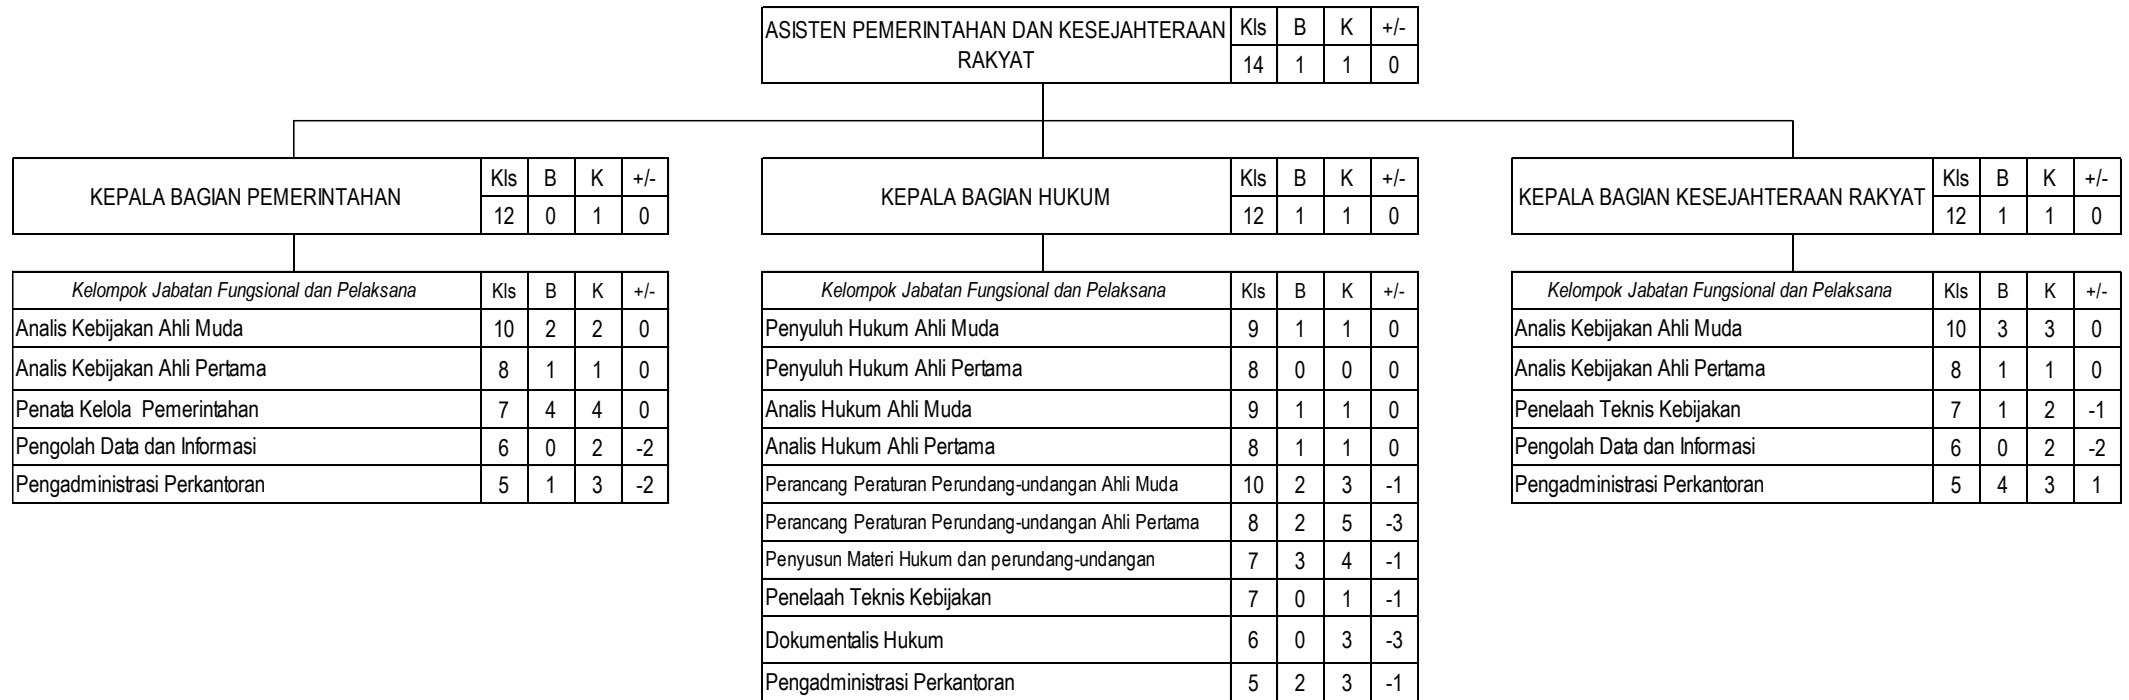 ASISTEN PEMERINTAHAN DAN KESEJAHTERAAN RAKYAT Kls B K +/-
14 1 1 0
KEPALA BAGIAN PEMERINTAHAN Kls B K +/-
12 0 1 0
Kelompok Jabatan Fungsional dan Pelaksana Kls B K +/-
Analis Kebijakan Ahli Muda 10 2 2 0
Analis Kebijakan Ahli Pertama 8 1 1 0
Penata Kelola Pemerintahan 7 4 4 0
Pengolah Data dan Informasi 6 0 2 -2
Pengadministrasi Perkantoran 5 1 3 -2
KEPALA BAGIAN HUKUM Kls B K +/-
12 1 1 0
Kelompok Jabatan Fungsional dan Pelaksana Kls B K +/-
Penyuluh Hukum Ahli Muda 9 1 1 0
Penyuluh Hukum Ahli Pertama 8 0 0 0
Analis Hukum Ahli Muda 9 1 1 0
Analis Hukum Ahli Pertama 8 1 1 0
Perancang Peraturan Perundang-undangan Ahli Muda 10 2 3 -1
Perancang Peraturan Perundang-undangan Ahli Pertama 8 2 5 -3
Penyusun Materi Hukum dan perundang-undangan 7 3 4 -1
Penelaah Teknis Kebijakan 7 0 1 -1
Dokumentalis Hukum 6 0 3 -3
Pengadministrasi Perkantoran 5 2 3 -1
KEPALA BAGIAN KESEJAHTERAAN RAKYAT Kls B K +/-
12 1 1 0
Kelompok Jabatan Fungsional dan Pelaksana Kls B K +/-
Analis Kebijakan Ahli Muda 10 3 3 0
Analis Kebijakan Ahli Pertama 8 1 1 0
Penelaah Teknis Kebijakan 7 1 2 -1
Pengolah Data dan Informasi 6 0 2 -2
Pengadministrasi Perkantoran 5 4 3 1